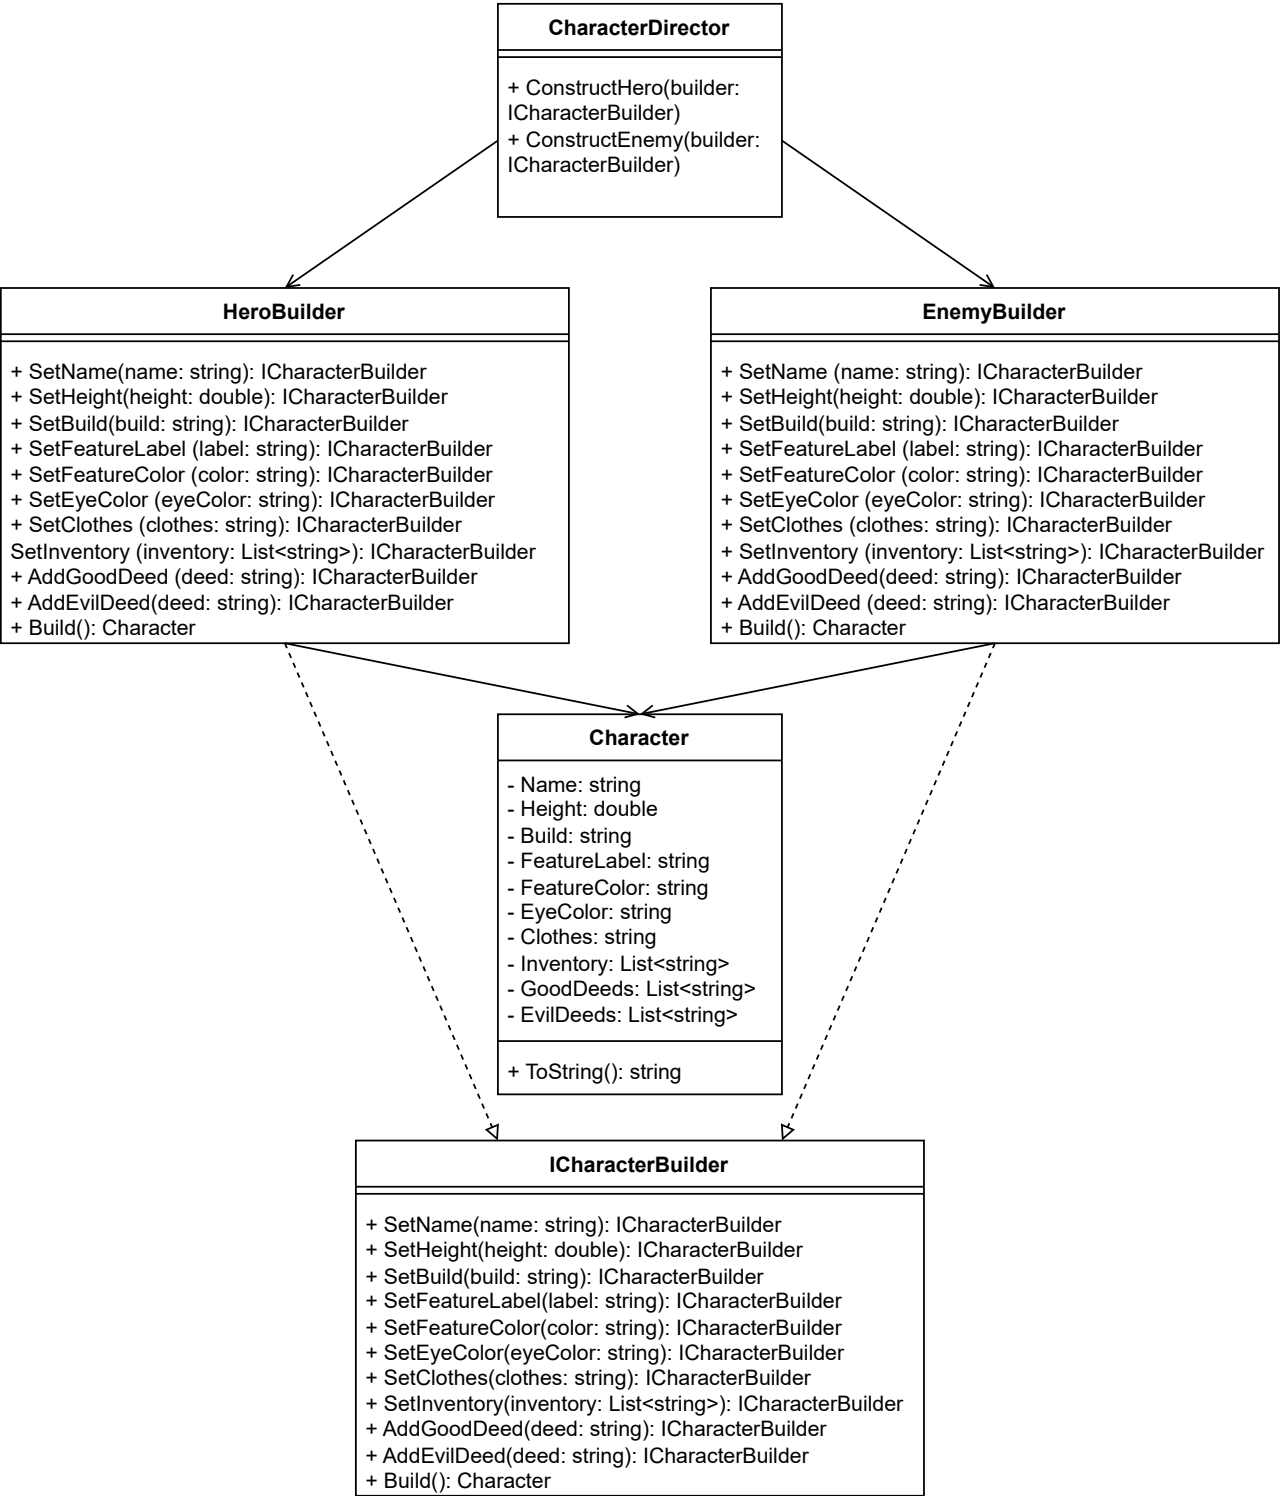 CharacterDirector
+ ConstructHero(builder:
ICharacterBuilder)
+ ConstructEnemy(builder:
ICharacterBuilder)
HeroBuilder
+ SetName(name: string): ICharacterBuilder
+ SetHeight(height: double): ICharacterBuilder
+ SetBuild(build: string): ICharacterBuilder
+ SetFeatureLabel (label: string): ICharacterBuilder
+ SetFeatureColor (color: string): ICharacterBuilder
+ SetEyeColor (eyeColor: string): ICharacterBuilder
+ SetClothes (clothes: string): ICharacterBuilder
SetInventory (inventory: List<string>): ICharacterBuilder
+ AddGoodDeed (deed: string): ICharacterBuilder
+ AddEvilDeed(deed: string): ICharacterBuilder
+ Build(): Character
EnemyBuilder
+ SetName (name: string): ICharacterBuilder
+ SetHeight(height: double): ICharacterBuilder
+ SetBuild(build: string): ICharacterBuilder
+ SetFeatureLabel (label: string): ICharacterBuilder
+ SetFeatureColor (color: string): ICharacterBuilder
+ SetEyeColor (eyeColor: string): ICharacterBuilder
+ SetClothes (clothes: string): ICharacterBuilder
+ SetInventory (inventory: List<string>): ICharacterBuilder
+ AddGoodDeed(deed: string): ICharacterBuilder
+ AddEvilDeed (deed: string): ICharacterBuilder
+ Build(): Character
Character
- Name: string
- Height: double
- Build: string
- FeatureLabel: string
- FeatureColor: string
- EyeColor: string
- Clothes: string
- Inventory: List<string>
- GoodDeeds: List<string>
- EvilDeeds: List<string>
+ ToString(): string
ICharacterBuilder
+ SetName(name: string): ICharacterBuilder
+ SetHeight(height: double): ICharacterBuilder
+ SetBuild(build: string): ICharacterBuilder
+ SetFeatureLabel(label: string): ICharacterBuilder
+ SetFeatureColor(color: string): ICharacterBuilder
+ SetEyeColor(eyeColor: string): ICharacterBuilder
+ SetClothes(clothes: string): ICharacterBuilder
+ SetInventory(inventory: List<string>): ICharacterBuilder
+ AddGoodDeed(deed: string): ICharacterBuilder
+ AddEvilDeed(deed: string): ICharacterBuilder
+ Build(): Character